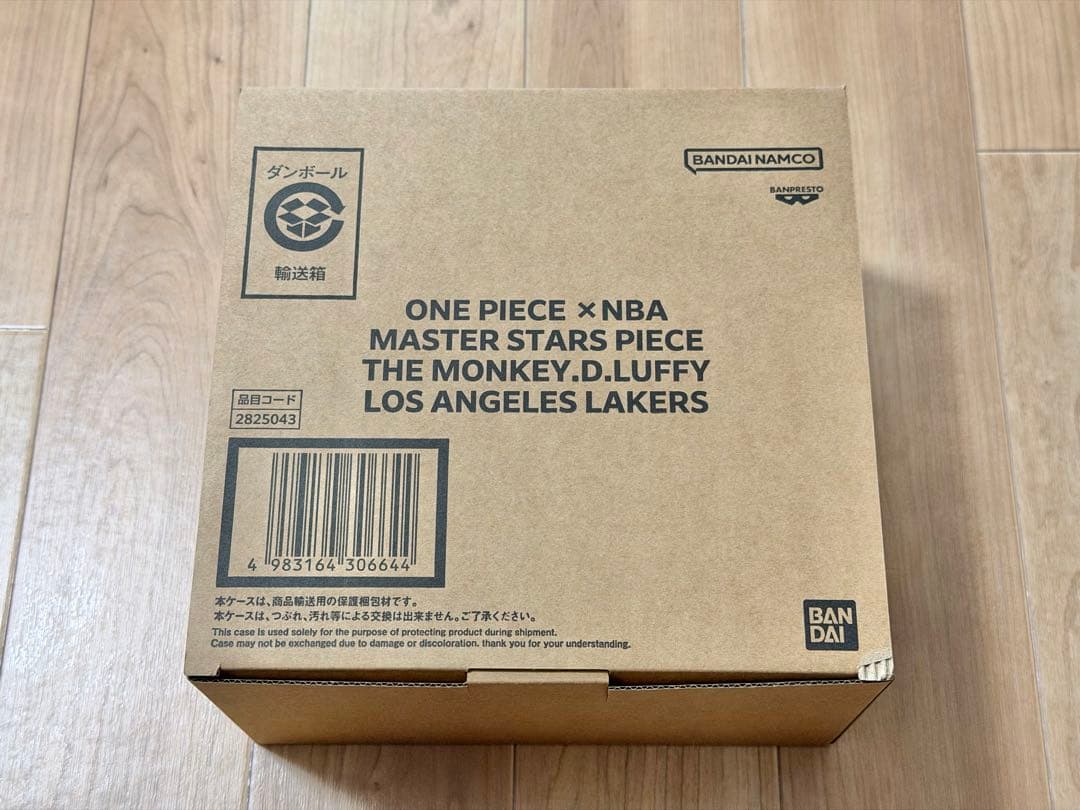 ダンボール
輸送箱
BANDAI NAMCO
BANPRESTO
ONE PIECE ×NBA
MASTER STARS PIECE
THE MONKEY.D.LUFFY
LOS ANGELES LAKERS
品目コード
2825043
4 983164 306644
本ケースは、商品輸送用の保護梱包材です。
本ケースは、つぶれ、汚れ等による交換は出来ません。ご了承ください。
This case is used solely for the purpose of protecting product during shipment.
Case may not be exchanged due to damage or discoloration. thank you for your understanding.
BAN
DAI